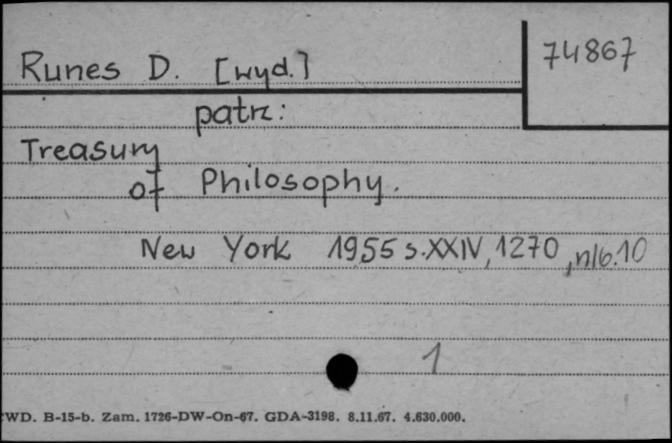 74867
Runes D. [wyd.]
patrz:
Treasury
of Philosophy.
New York 1955 s. XXIV, 1270, nlb. 10
1
WD. B-15-b. Zam. 1726-DW-On-67. GDA-3198. 8.11.67. 4.630.000.